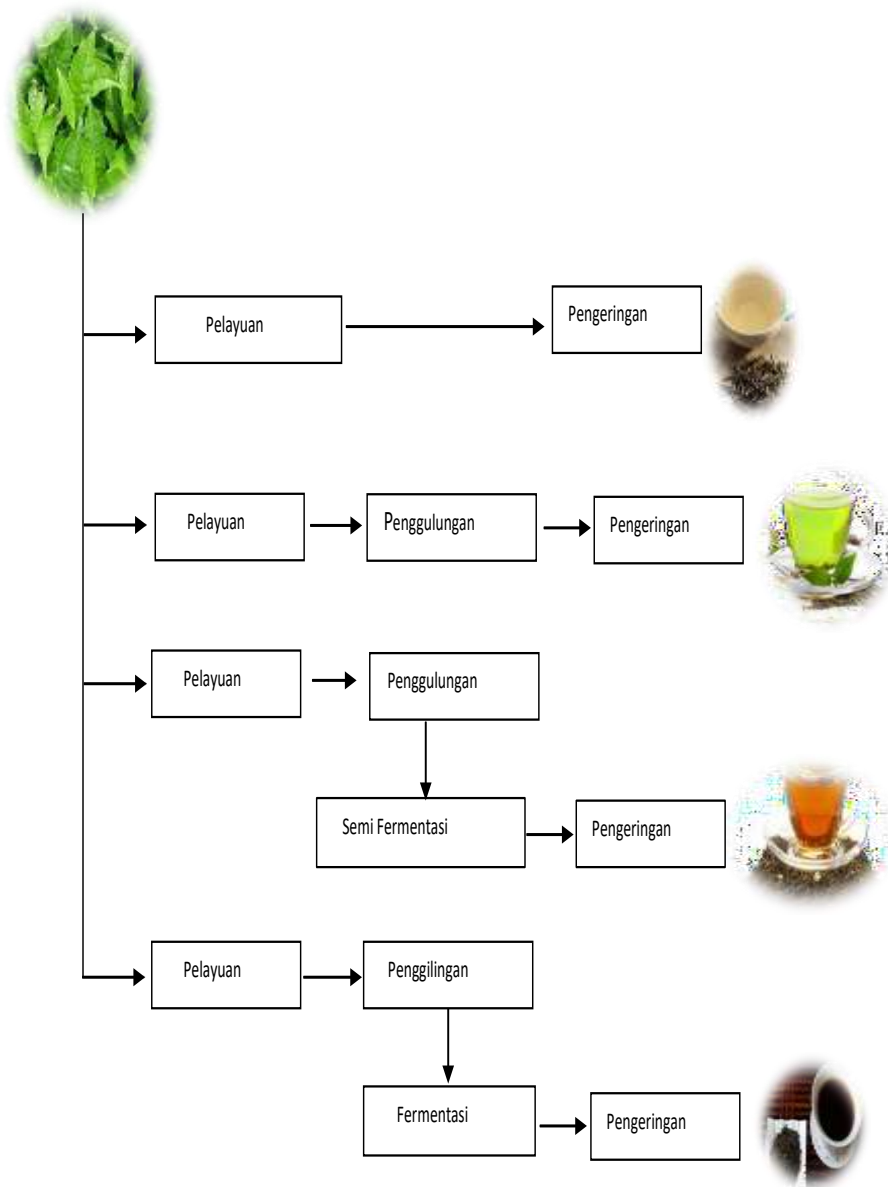 Pelayuan
Pengeringan
Pelayuan
Penggulungan
Pengeringan
Pelayuan
Penggulungan
Semi Fermentasi
Pengeringan
Pelayuan
Penggilingan
Fermentasi
Pengeringan